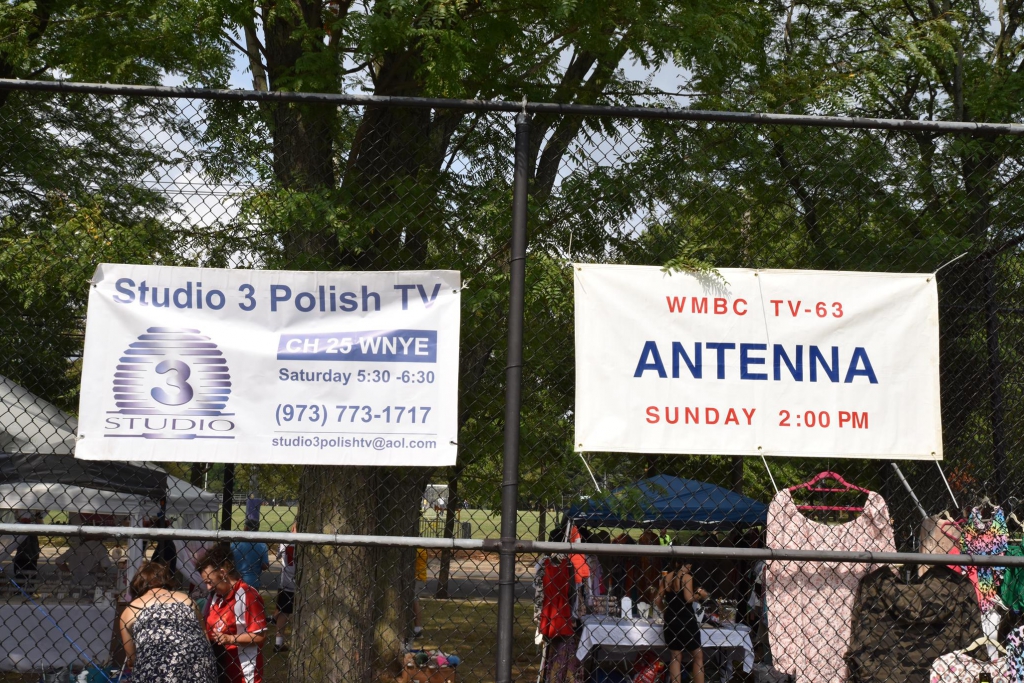 Studio 3 Polish TV
CH 25 WNYE
Saturday 5:30 -6:30
(973) 773-1717
studio3polishtv@aol.com
3
STUDIO
WMBC TV-63
ANTENNA
SUNDAY 2:00 PM